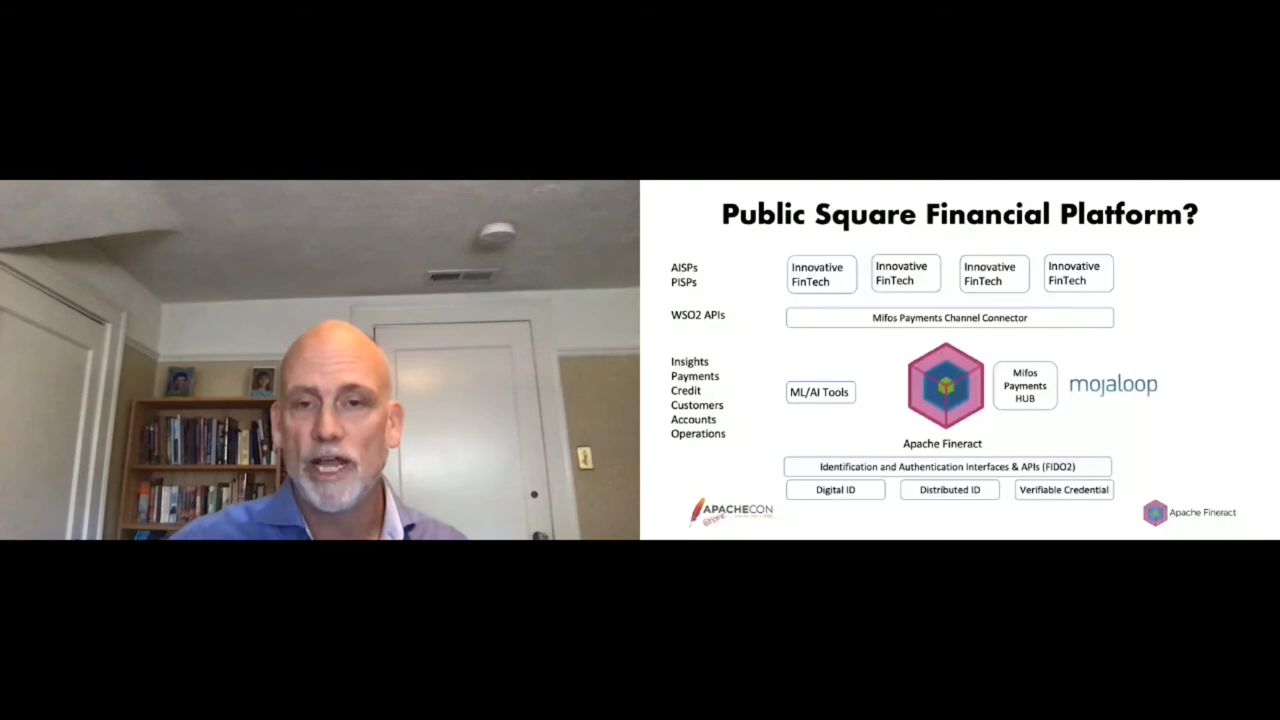 Public Square Financial Platform?
AISPs
PISPs
Innovative
FinTech
Innovative
FinTech
Innovative
FinTech
Innovative
FinTech
WSO2 APIs
Mifos Payments Channel Connector
Insights
Payments
Credit
Customers
Accounts
Operations
ML/AI Tools
Mifos
Payments
HUB
mojaloop
Apache Fineract
Identification and Authentication Interfaces & APIs (FIDO2)
Digital ID
Distributed ID
Verifiable Credential
APACHECON
@home
Apache Fineract